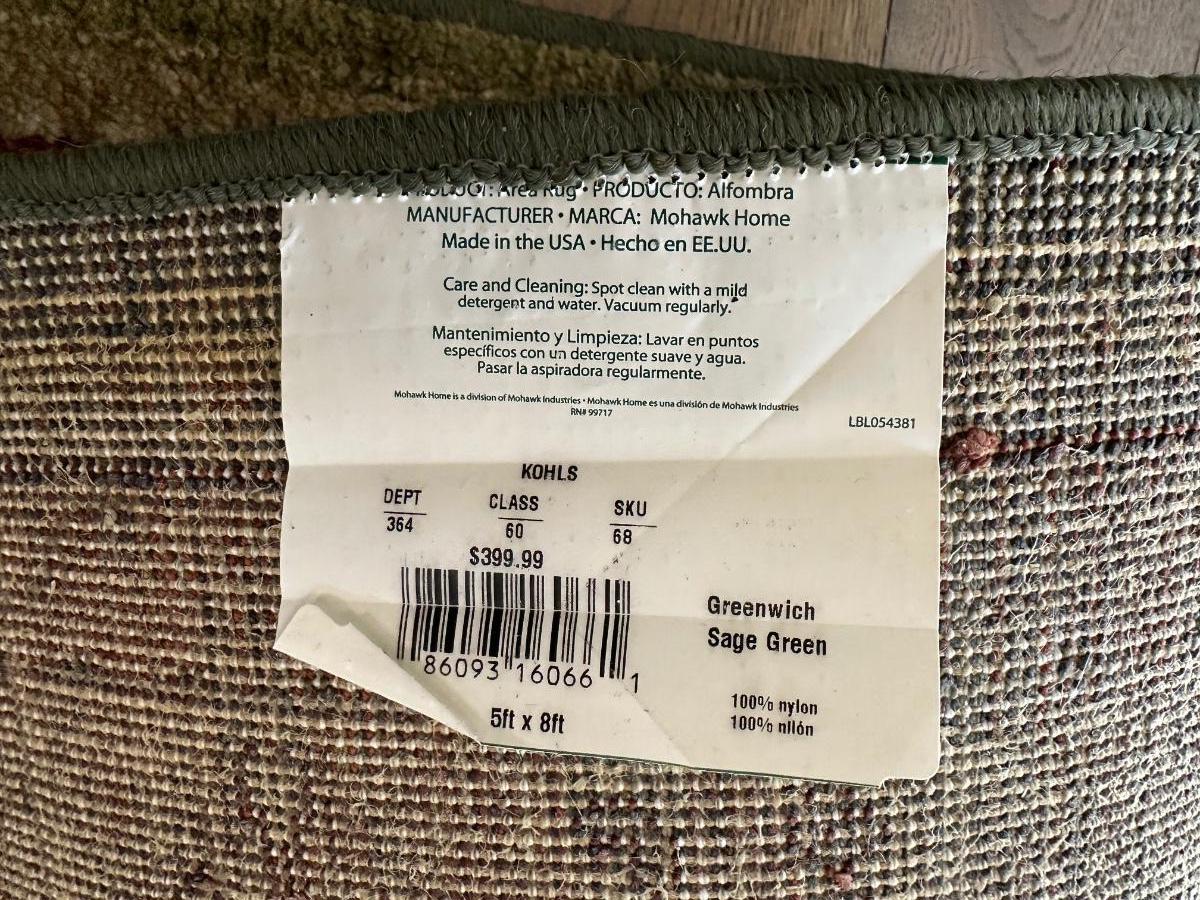 PRODUCT: Area Rug • PRODUCTO: Alfombra
MANUFACTURER • MARCA: Mohawk Home
Made in the USA • Hecho en EE.UU.
Care and Cleaning: Spot clean with a mild
detergent and water. Vacuum regularly.
Mantenimiento y Limpieza: Lavar en puntos
específicos con un detergente suave y agua.
Pasar la aspiradora regularmente.
Mohawk Home is a division of Mohawk Industries • Mohawk Home es una división de Mohawk Industries
RN# 99717
LBL054381
KOHLS
DEPT CLASS SKU
364 60 68
$399.99
86093 16066 1
Greenwich
Sage Green
5ft x 8ft
100% nylon
100% nilón